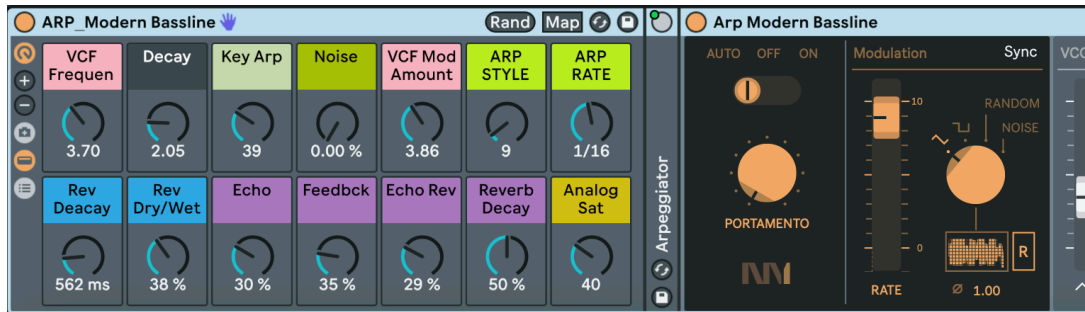 ARP_Modern Bassline
Rand
Map
VCF
Frequen
Decay
Key Arp
Noise
VCF Mod
Amount
ARP
STYLE
ARP
RATE
3.70
2.05
39
0.00 %
3.86
9
1/16
Rev
Deacay
Rev
Dry/Wet
Echo
Feedbck
Echo Rev
Reverb
Decay
Analog
Sat
562 ms
38 %
30 %
35 %
29 %
50 %
40
Arpeggiator
Arp Modern Bassline
AUTO OFF ON
PORTAMENTO
Modulation
Sync
10
0
RATE
RANDOM
NOISE
R
Ø 1.00